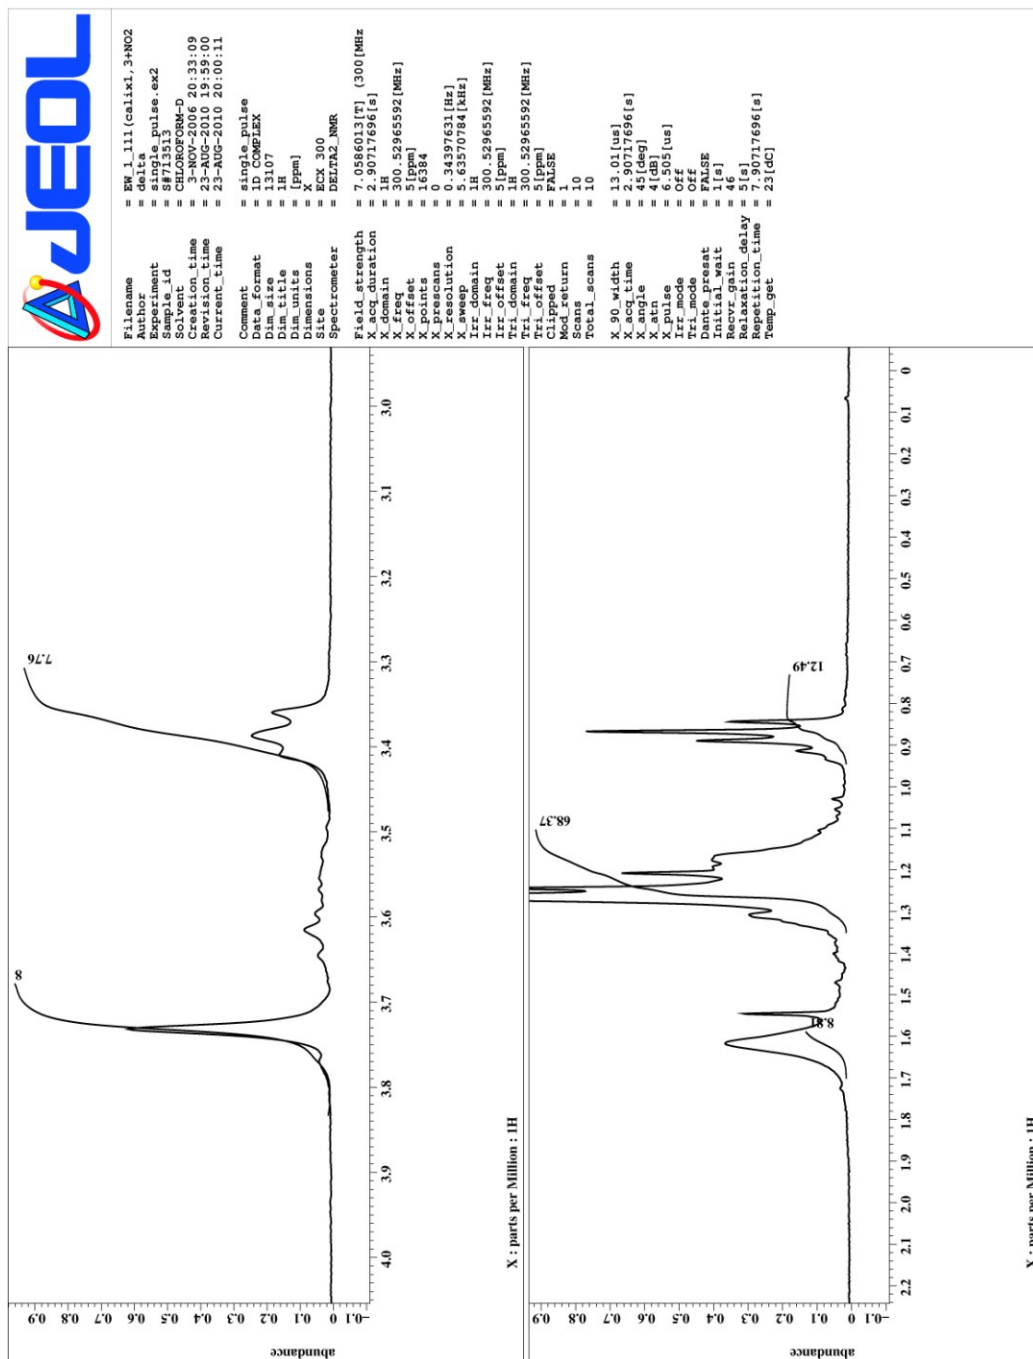 JEOL
Filename = EW_1_111(calix1,3+NO2
Author = delta
Experiment = single_pulse.ex2
Sample_id = S#713513
Solvent = CHLOROFORM-D
Creation_time = 3-NOV-2006 20:33:09
Revision_time = 23-AUG-2010 19:59:00
Current_time = 23-AUG-2010 20:00:11
Comment = single_pulse
Data_format = 1D COMPLEX
Dim_size = 13107
Dim_title = 1H
Dim_units = [ppm]
Dimensions = X
Site = ECX 300
Spectrometer = DELTA2_NMR
Field_strength = 7.0586013[T] (300[MHz
X_acq_duration = 2.90717696[s]
X_domain = 1H
X_freq = 300.52965592[MHz]
X_offset = 5[ppm]
X_points = 16384
X_prescans = 0
X_resolution = 0.34397631[Hz]
X_sweep = 5.63570784[kHz]
Irr_domain = 1H
Irr_freq = 300.52965592[MHz]
Irr_offset = 5[ppm]
Tri_domain = 1H
Tri_freq = 300.52965592[MHz]
Tri_offset = 5[ppm]
Clipped = FALSE
Mod_return = 1
Scans = 10
Total_scans = 10
X_90_width = 13.01[us]
X_acq_time = 2.90717696[s]
X_angle = 45[deg]
X_atn = 4[dB]
X_pulse = 6.505[us]
Irr_mode = Off
Tri_mode = Off
Dante_presat = FALSE
Initial_wait = 1[s]
Recvr_gain = 46
Relaxation_delay = 5[s]
Repetition_time = 7.90717696[s]
Temp_get = 23[dC]
abundance
-0.1 0 0.1 0.2 0.3 0.4 0.5 0.6 0.7 0.8 0.9
8
7.76
4.0 3.9 3.8 3.7 3.6 3.5 3.4 3.3 3.2 3.1 3.0
X : parts per Million : 1H
abundance
-0.1 0 0.1 0.2 0.3 0.4 0.5 0.6 0.7 0.8 0.9
8.81
68.37
12.49
2.2 2.1 2.0 1.9 1.8 1.7 1.6 1.5 1.4 1.3 1.2 1.1 1.0 0.9 0.8 0.7 0.6 0.5 0.4 0.3 0.2 0.1 0
X : parts per Million : 1H